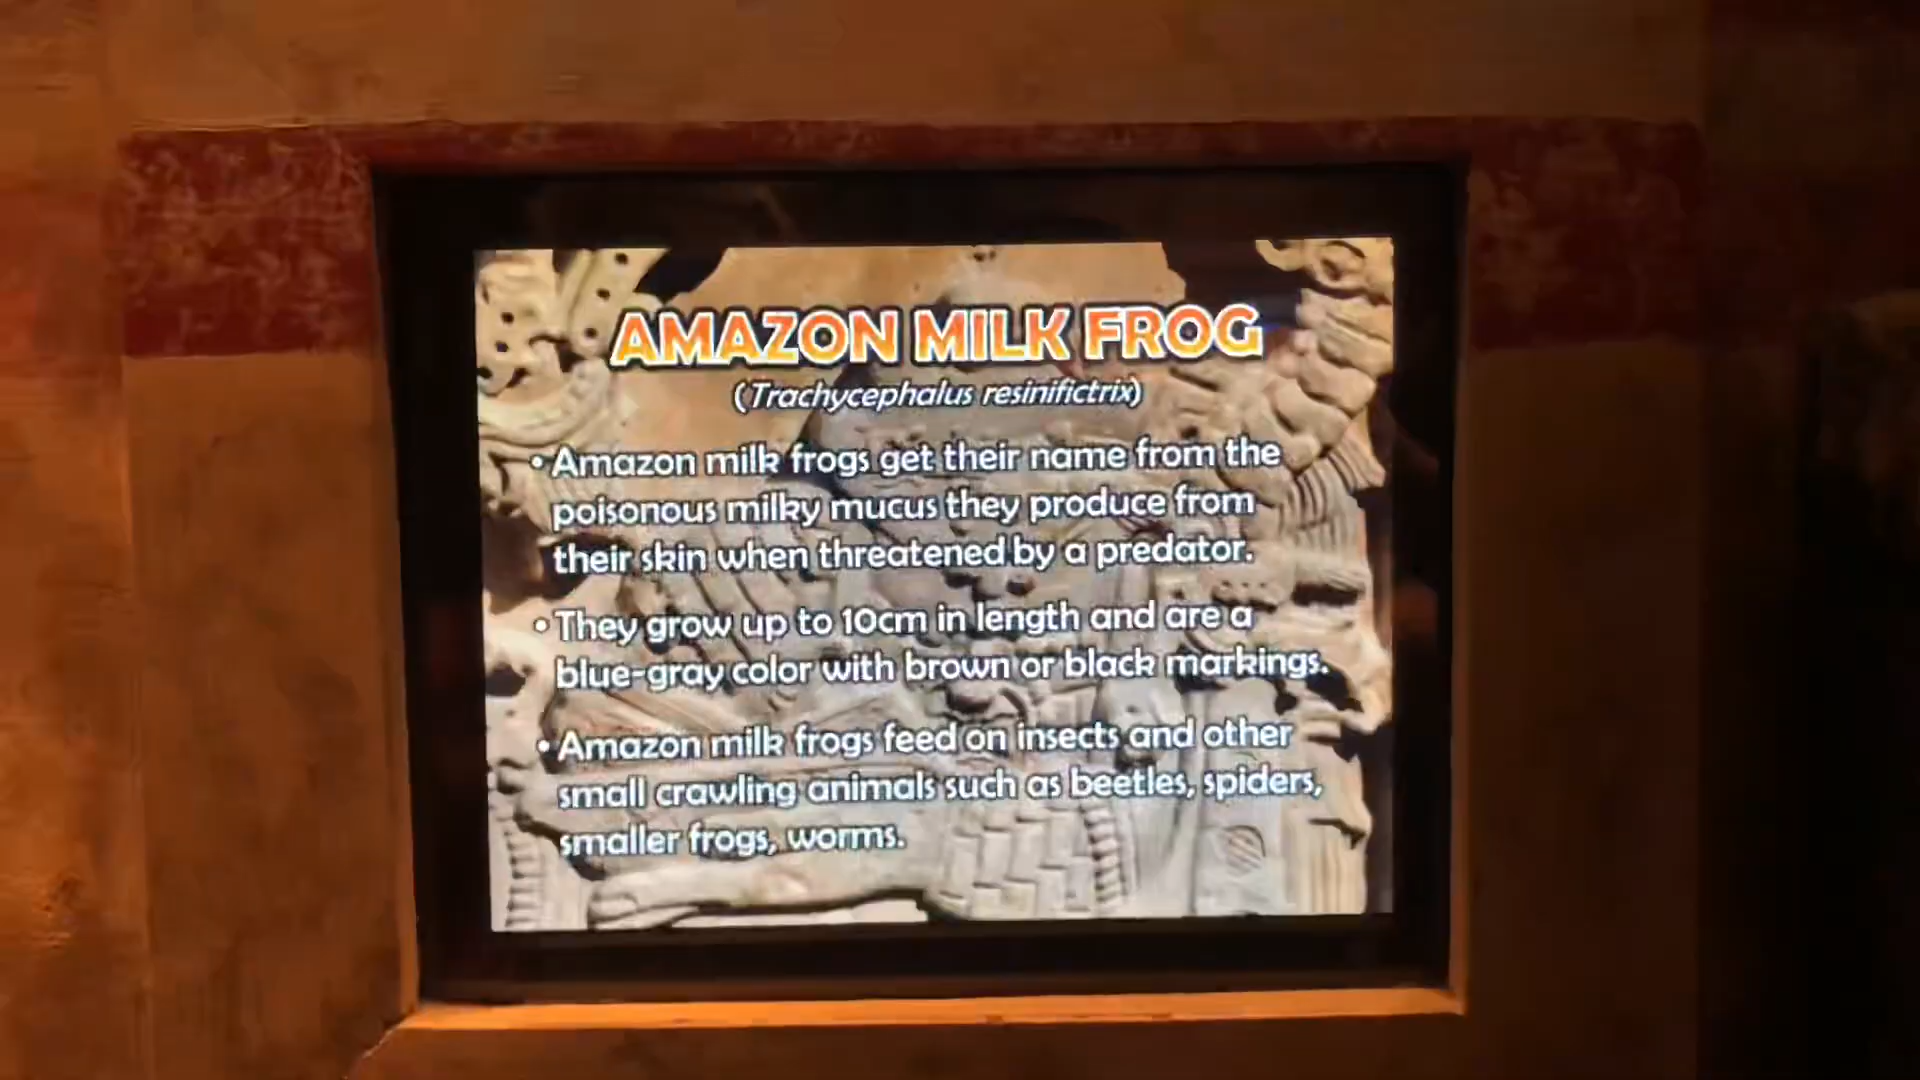 AMAZON MILK FROG
(Trachycephalus resinifictrix)
• Amazon milk frogs get their name from the
poisonous milky mucus they produce from
their skin when threatened by a predator.
• They grow up to 10cm in length and are a
blue-gray color with brown or black markings.
• Amazon milk frogs feed on insects and other
small crawling animals such as beetles, spiders,
smaller frogs, worms.